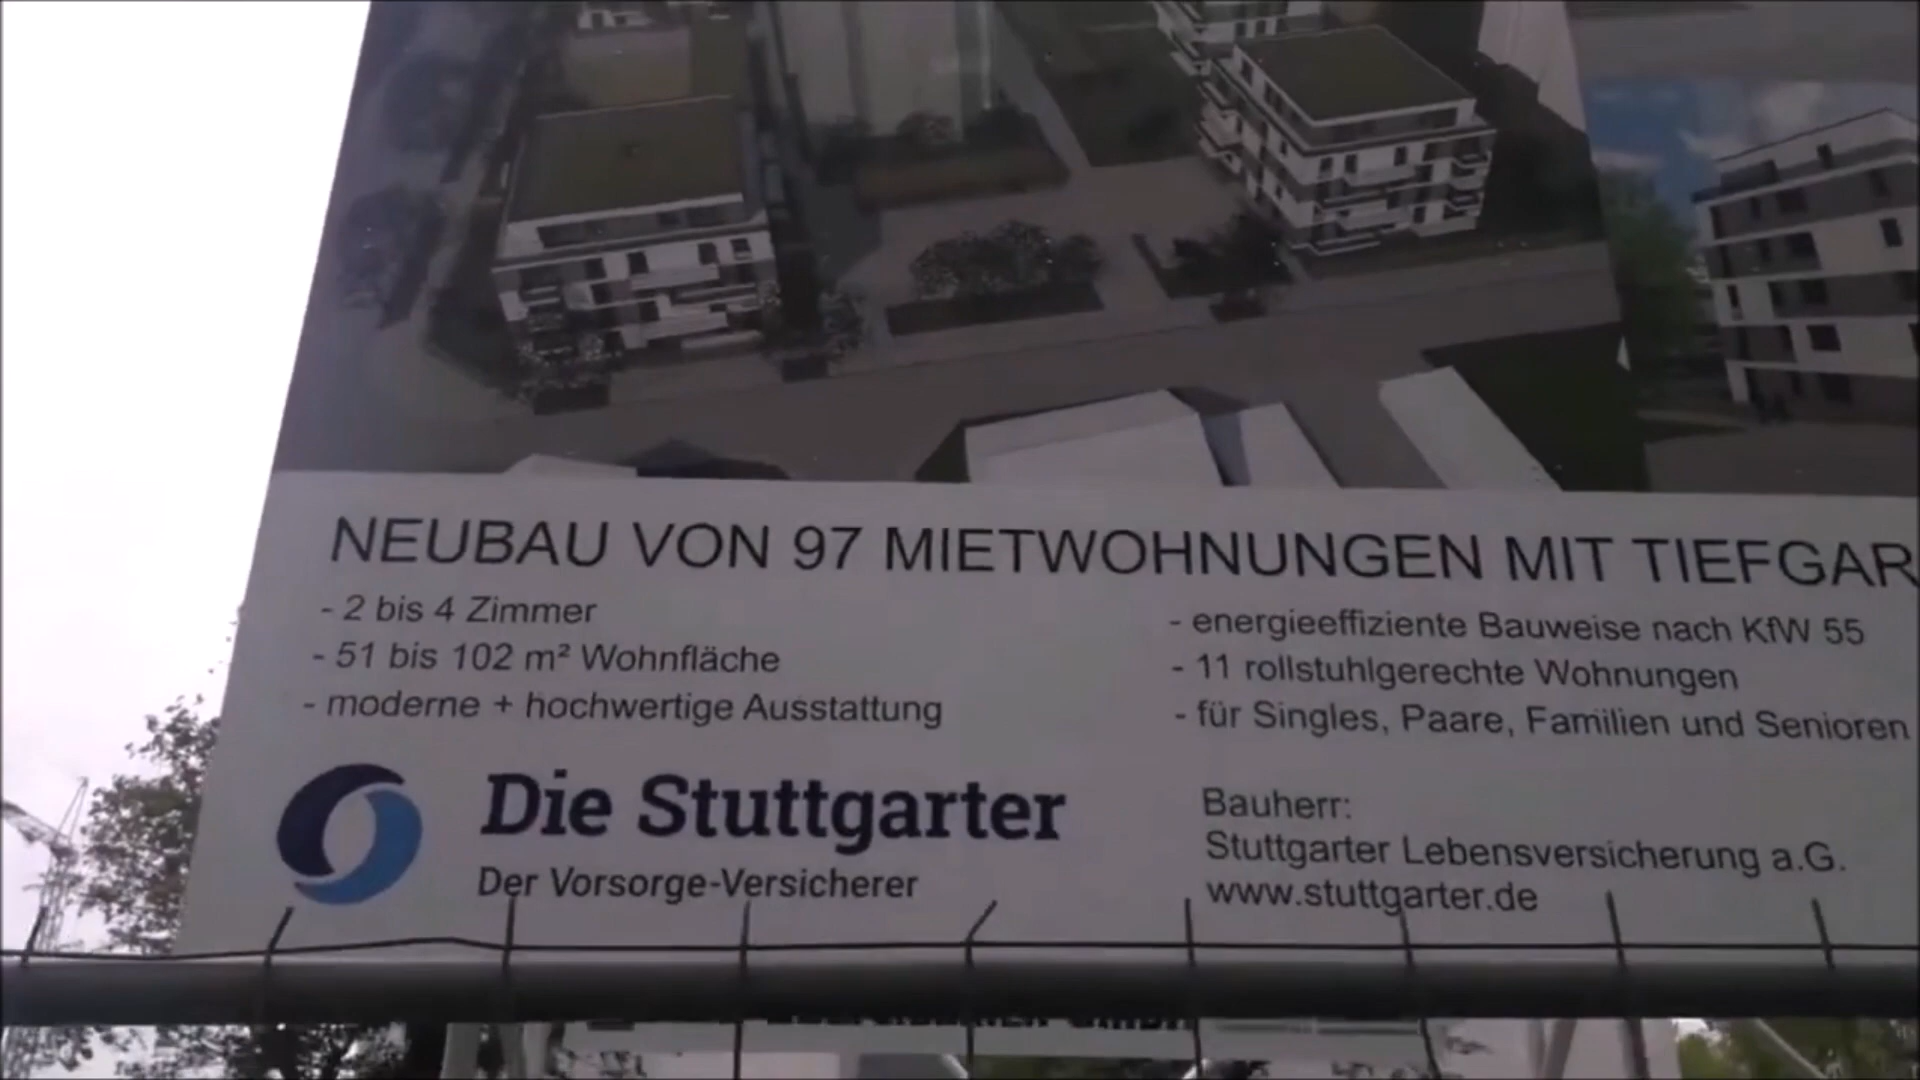 NEUBAU VON 97 MIETWOHNUNGEN MIT TIEFGAR
- 2 bis 4 Zimmer
- 51 bis 102 m² Wohnfläche
- moderne + hochwertige Ausstattung
- energieeffiziente Bauweise nach KfW 55
- 11 rollstuhlgerechte Wohnungen
- für Singles, Paare, Familien und Senioren
Die Stuttgarter
Der Vorsorge-Versicherer
Bauherr:
Stuttgarter Lebensversicherung a.G.
www.stuttgarter.de